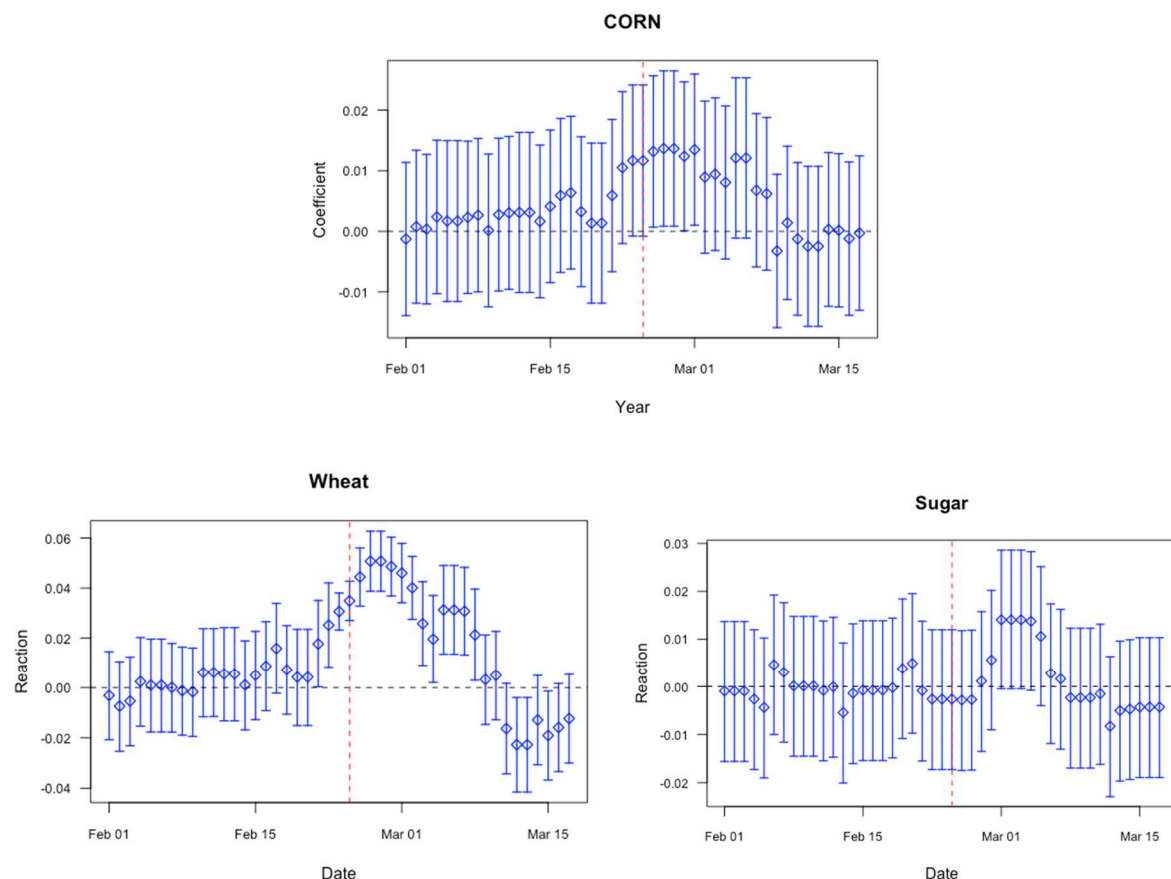 CORN
Coefficient
0.02
0.01
0.00
-0.01
Feb 01 Feb 15 Mar 01 Mar 15
Year
Wheat
Reaction
0.06
0.04
0.02
0.00
-0.02
-0.04
Feb 01 Feb 15 Mar 01 Mar 15
Date
Sugar
Reaction
0.03
0.02
0.01
0.00
-0.01
-0.02
Feb 01 Feb 15 Mar 01 Mar 15
Date